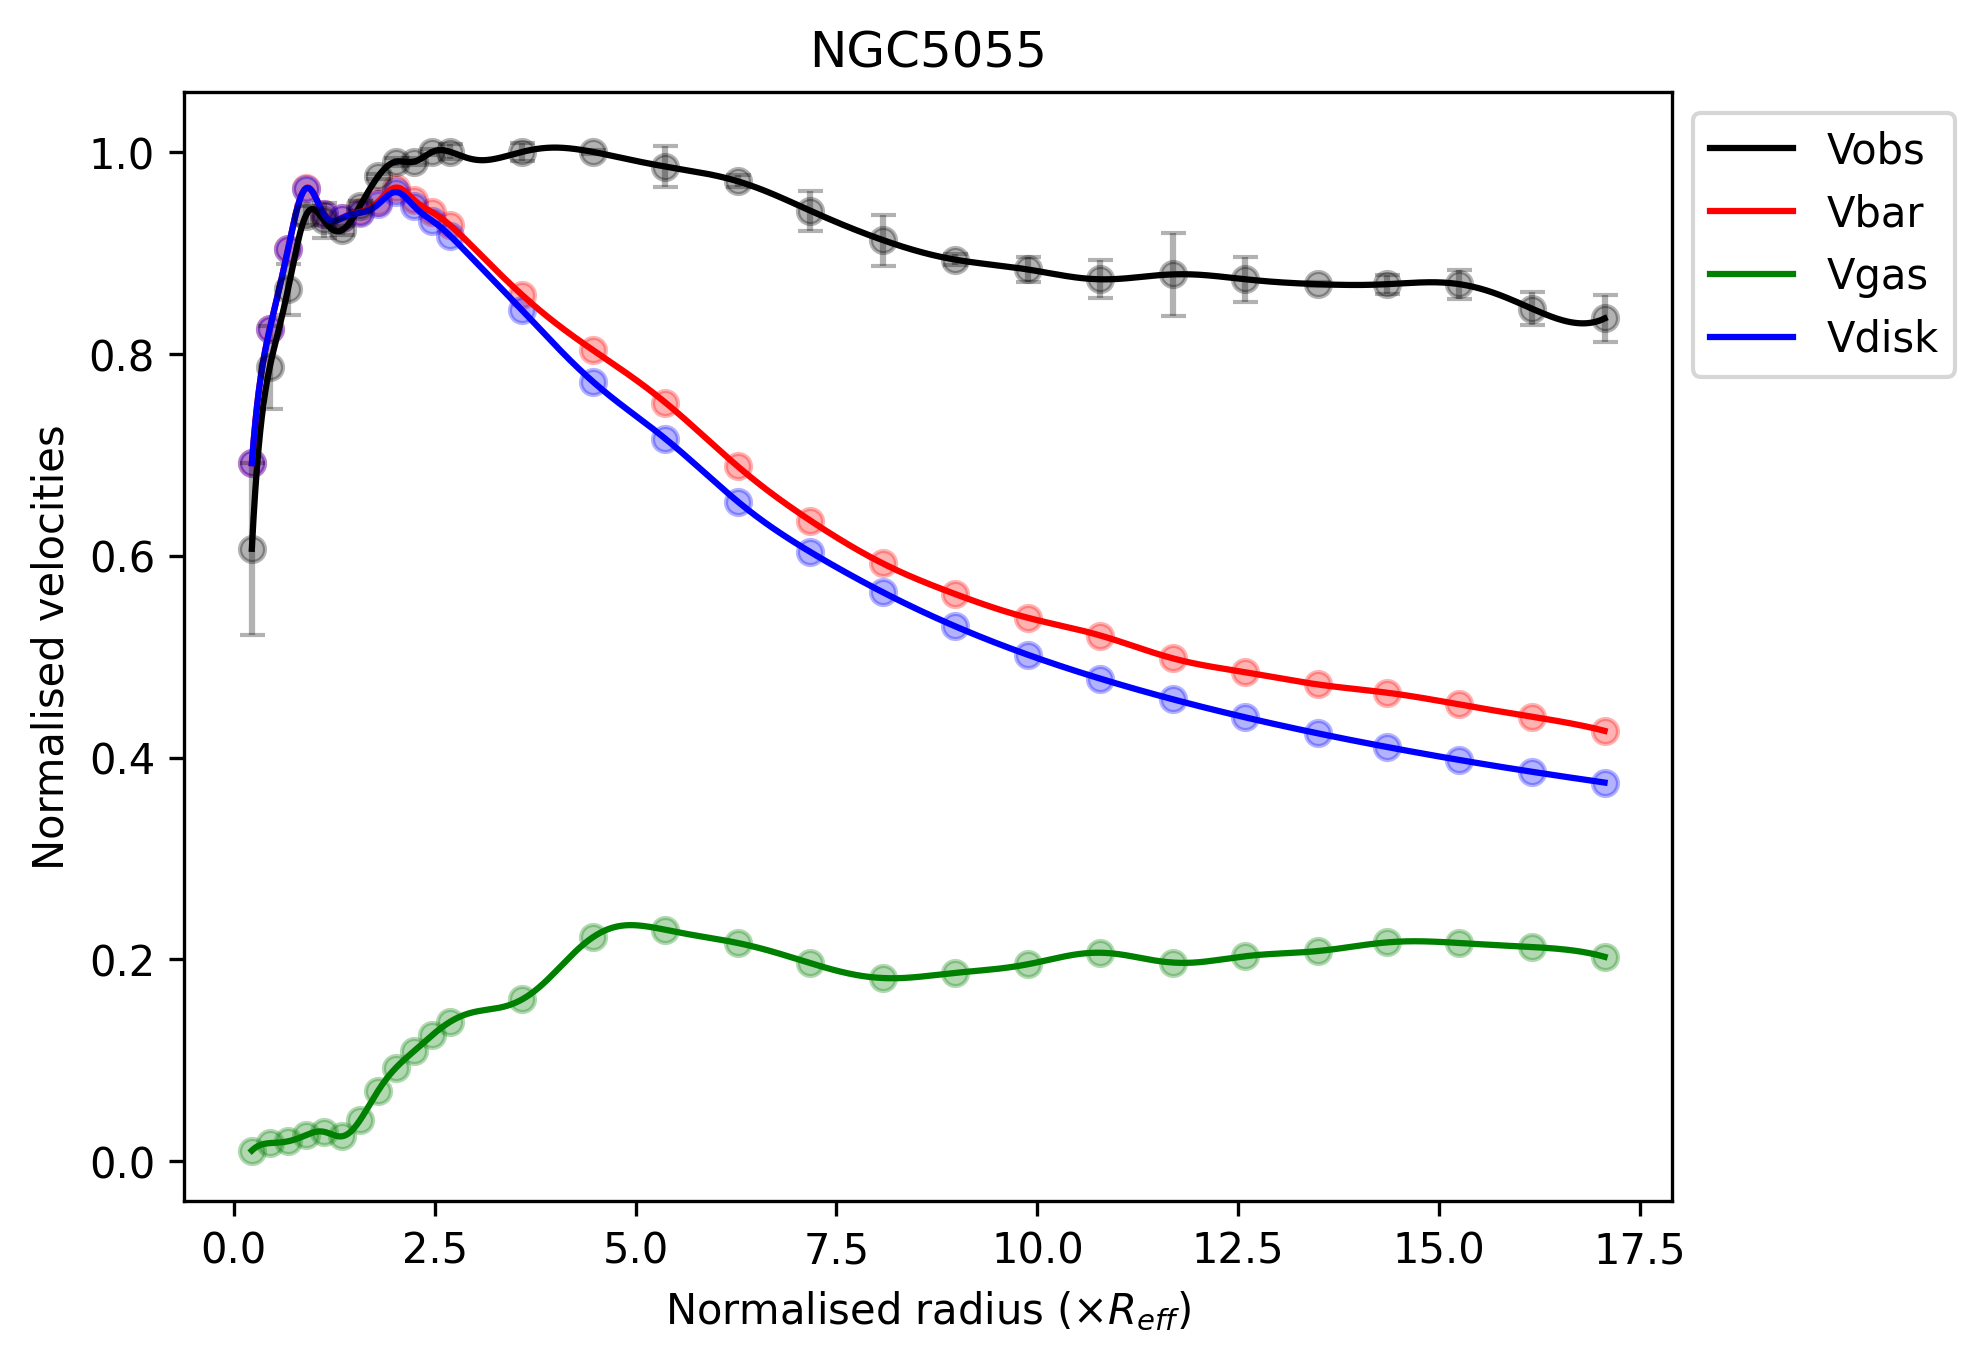 NGC5055
1.0
0.8
0.6
0.4
0.2
0.0
Normalised velocities
0.0 2.5 5.0 7.5 10.0 12.5 15.0 17.5
Normalised radius (×R_eff)
Vobs
Vbar
Vgas
Vdisk